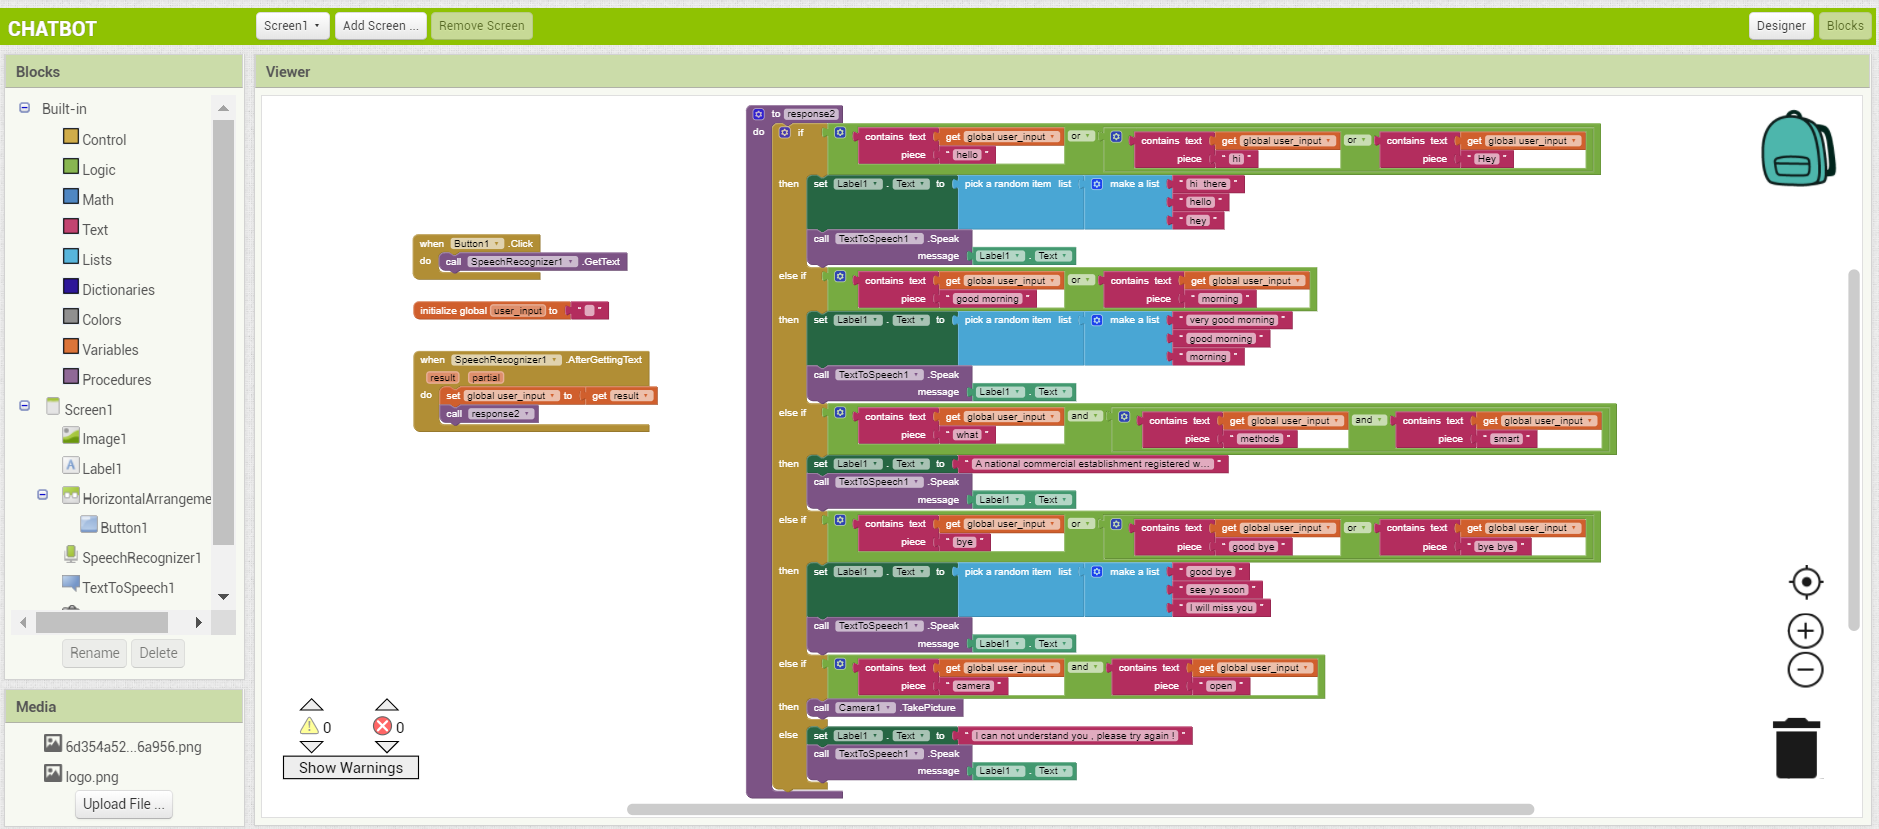 CHATBOT
Screen1
Add Screen ...
Remove Screen
Designer
Blocks
Blocks
Built-in
Control
Logic
Math
Text
Lists
Dictionaries
Colors
Variables
Procedures
Screen1
Image1
Label1
HorizontalArrangeme
Button1
SpeechRecognizer1
TextToSpeech1
Rename
Delete
Media
6d354a52...6a956.png
logo.png
Upload File ...
Viewer
when Button1 .Click
do call SpeechRecognizer1 .GetText
initialize global user_input to " "
when SpeechRecognizer1 .AfterGettingText
result partial
do set global user_input to get result
call response2
0 0
Show Warnings
to response2
do if contains text get global user_input or contains text get global user_input or contains text get global user_input
piece " hello " piece " hi " piece " Hey "
then set Label1 . Text to pick a random item list make a list " hi there "
" hello "
" hey "
call TextToSpeech1 .Speak
message Label1 . Text
else if contains text get global user_input or contains text get global user_input
piece " good morning " piece " morning "
then set Label1 . Text to pick a random item list make a list " very good morning "
" good morning "
" morning "
call TextToSpeech1 .Speak
message Label1 . Text
else if contains text get global user_input and contains text get global user_input and contains text get global user_input
piece " what " piece " methods " piece " smart "
then set Label1 . Text to " A national commercial establishment registered w... "
call TextToSpeech1 .Speak
message Label1 . Text
else if contains text get global user_input or contains text get global user_input or contains text get global user_input
piece " bye " piece " good bye " piece " bye bye "
then set Label1 . Text to pick a random item list make a list " good bye "
" see yo soon "
" I will miss you "
call TextToSpeech1 .Speak
message Label1 . Text
else if contains text get global user_input and contains text get global user_input
piece " camera " piece " open "
then call Camera1 .TakePicture
else set Label1 . Text to " I can not understand you , please try again ! "
call TextToSpeech1 .Speak
message Label1 . Text